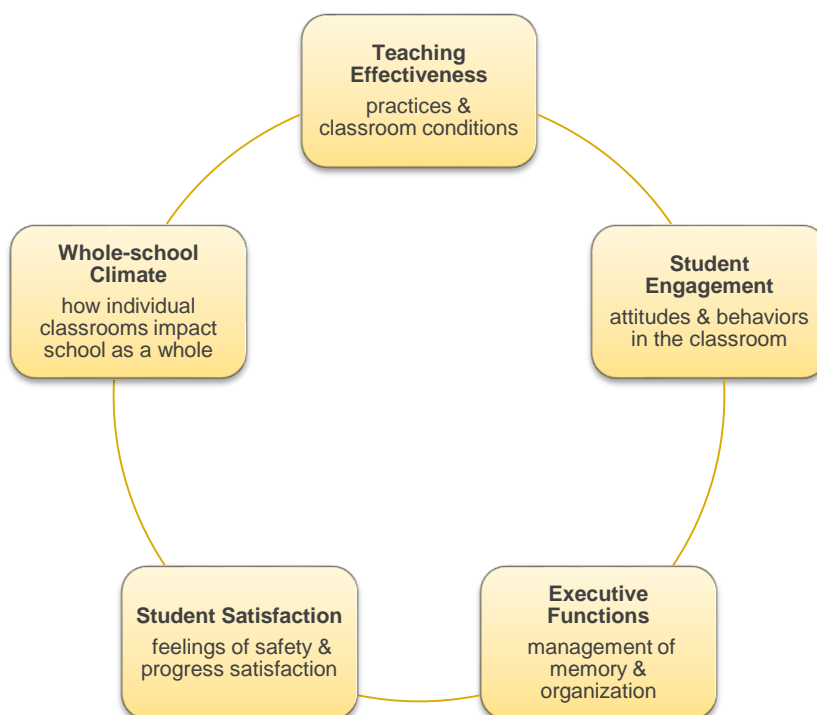 Teaching
Effectiveness
practices &
classroom conditions
Student
Engagement
attitudes & behaviors
in the classroom
Executive
Functions
management of
memory &
organization
Student Satisfaction
feelings of safety &
progress satisfaction
Whole-school
Climate
how individual
classrooms impact
school as a whole